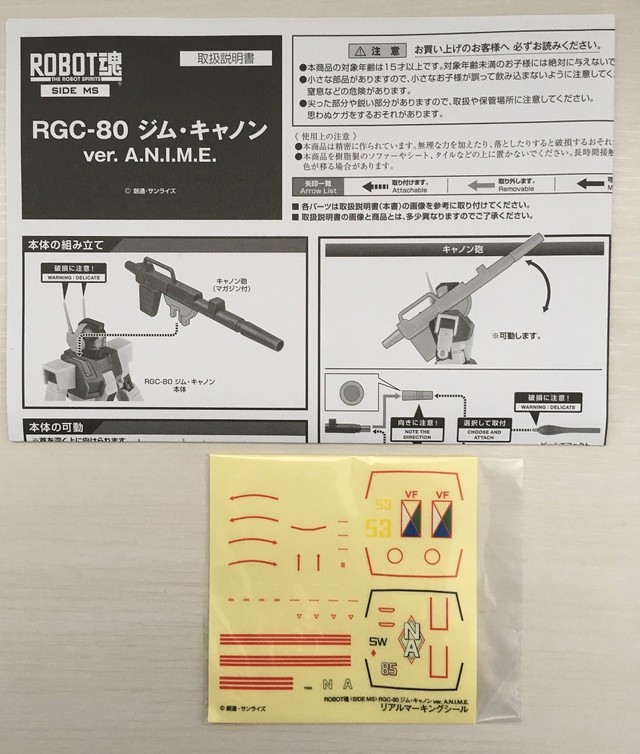 ROBOT魂
THE ROBOT SPIRITS
SIDE MS
取扱説明書
RGC-80 ジム・キャノン
ver. A.N.I.M.E.
© 創通・サンライズ
注 意 お買い上げのお客様へ 必ずお読みください。
●本商品の対象年齢は15才以上です。対象年齢未満のお子様には絶対に与えないで
●小さな部品がありますので、小さなお子様が誤って飲み込まないように注意してく
窒息などの危険があります。
●尖った部分や鋭い部分がありますので、取扱や保管場所に注意してください。
思わぬケガをするおそれがあります。
《 使用上の注意 》
●本商品は精密に作られています。無理な力を加えたり、落としたりすると破損するおそれ
●本商品を樹脂製のソファーやシート、タイルなどの上に置かないでください。長時間接触
色が移る場合があります。
矢印一覧
Arrow List
取り付けます。
Attachable
取り外します。
Removable
■ 各パーツは取扱説明書（本書）の画像を参考に取り付けてください。
■ 取扱説明書の画像と商品とは、多少異なりますのでご了承ください。
本体の組み立て
破損に注意！
WARNING : DELICATE
キャノン砲
（マガジン付）
RGC-80 ジム・キャノン
本体
キャノン砲
※可動します。
本体の可動
向きに注意！
NOTE THE
DIRECTION
選択して取付
CHOOSE AND
ATTACH
破損に注意！
WARNING : DELICATE
53
53
VF
VF
SW
N
A
85
N A
ROBOT魂〈SIDE MS〉RGC-80 ジム・キャノン ver. A.N.I.M.E.
© 創通・サンライズ
リアルマーキングシール